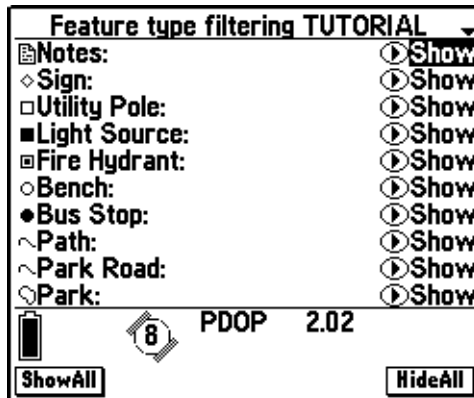 Feature type filtering TUTORIAL
Notes: Show
Sign: Show
Utility Pole: Show
Light Source: Show
Fire Hydrant: Show
Bench: Show
Bus Stop: Show
Path: Show
Park Road: Show
Park: Show
8 PDOP 2.02
ShowAll HideAll